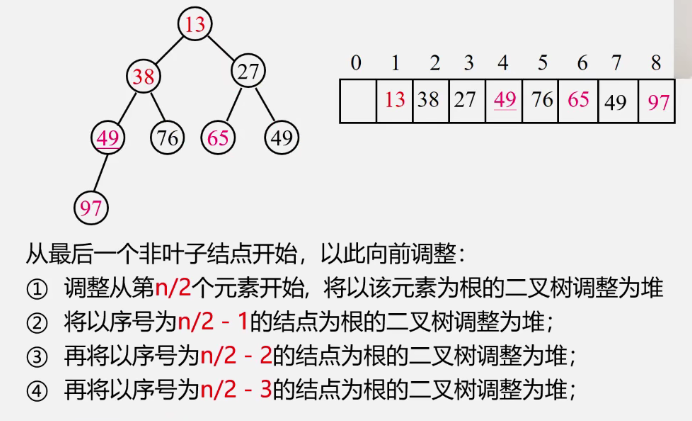 13
38
27
49
76
65
49
97
0 1 2 3 4 5 6 7 8
13 38 27 49 76 65 49 97
从最后一个非叶子结点开始，以此向前调整：
① 调整从第n/2个元素开始, 将以该元素为根的二叉树调整为堆
② 将以序号为n/2 - 1的结点为根的二叉树调整为堆；
③ 再将以序号为n/2 - 2的结点为根的二叉树调整为堆；
④ 再将以序号为n/2 - 3的结点为根的二叉树调整为堆；